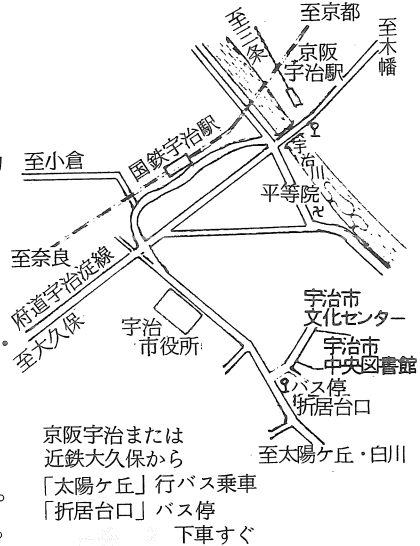 至京都
至三条
至木幡
京阪
宇治駅
国鉄宇治駅
至小倉
宇治川
平等院
至奈良
府道宇治淀線
至大久保
宇治
市役所
宇治市
文化センター
宇治市
中央図書館
バス停
折居台口
至太陽ケ丘・白川
京阪宇治または
近鉄大久保から
「太陽ケ丘」行バス乗車
「折居台口」バス停
下車すぐ